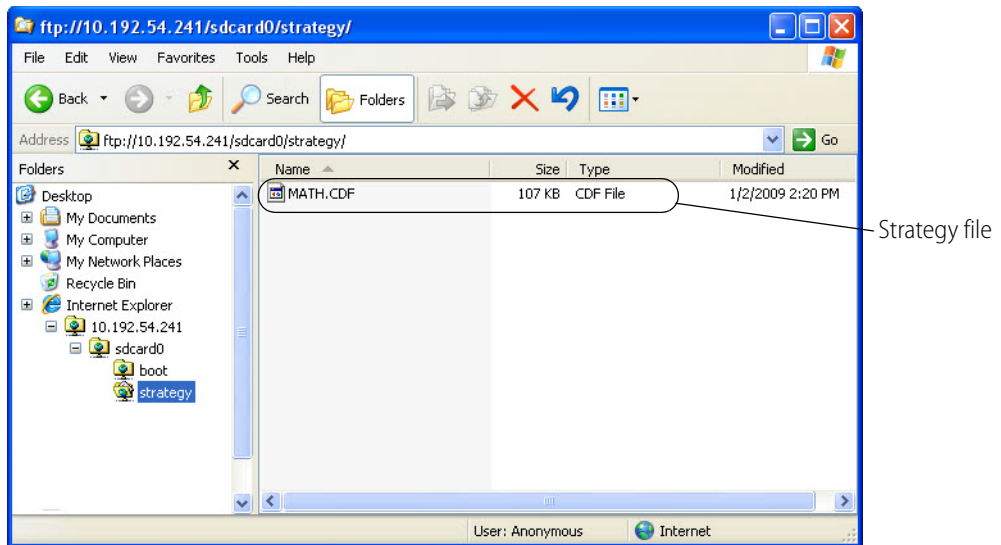 ftp://10.192.54.241/sdcard0/strategy/
File Edit View Favorites Tools Help
Back Search Folders
Address ftp://10.192.54.241/sdcard0/strategy/ Go
Folders x Name Size Type Modified
Desktop
My Documents
My Computer
My Network Places
Recycle Bin
Internet Explorer
10.192.54.241
sdcard0
boot
strategy
MATH.CDF 107 KB CDF File 1/2/2009 2:20 PM
Strategy file
User: Anonymous Internet